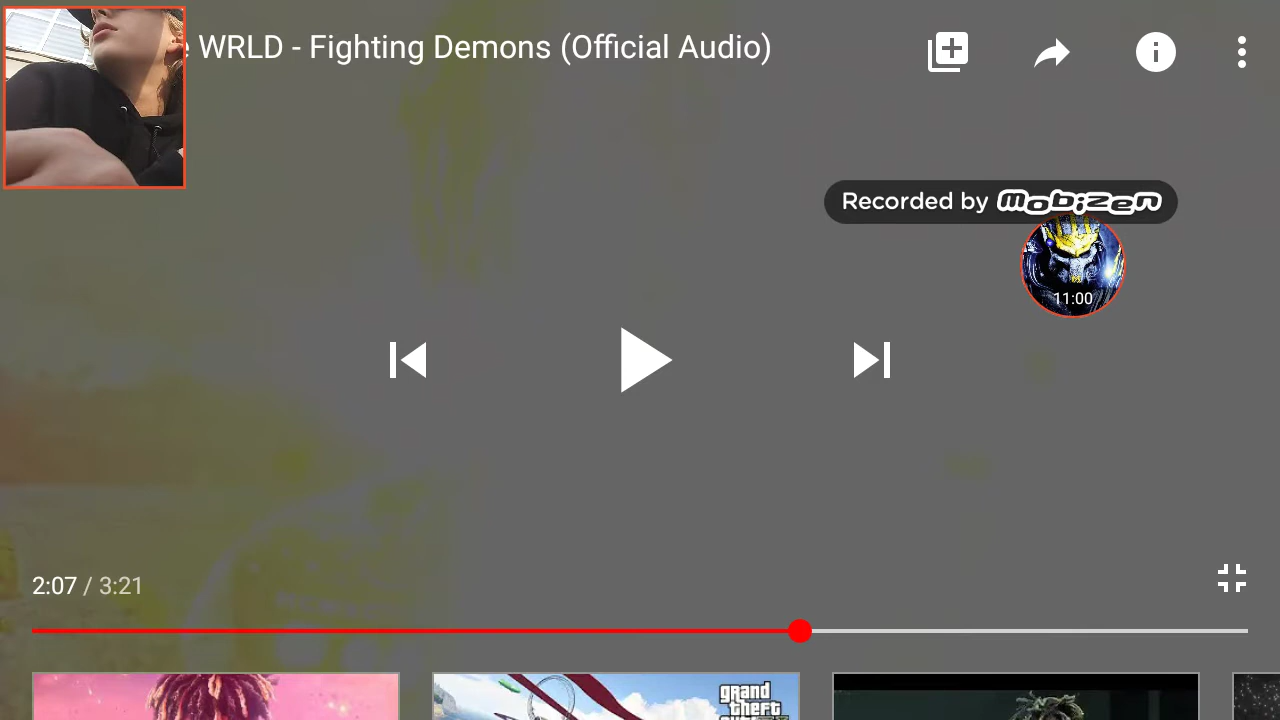 e WRLD - Fighting Demons (Official Audio)
Recorded by mobizen
11:00
2:07 / 3:21
grand
theft